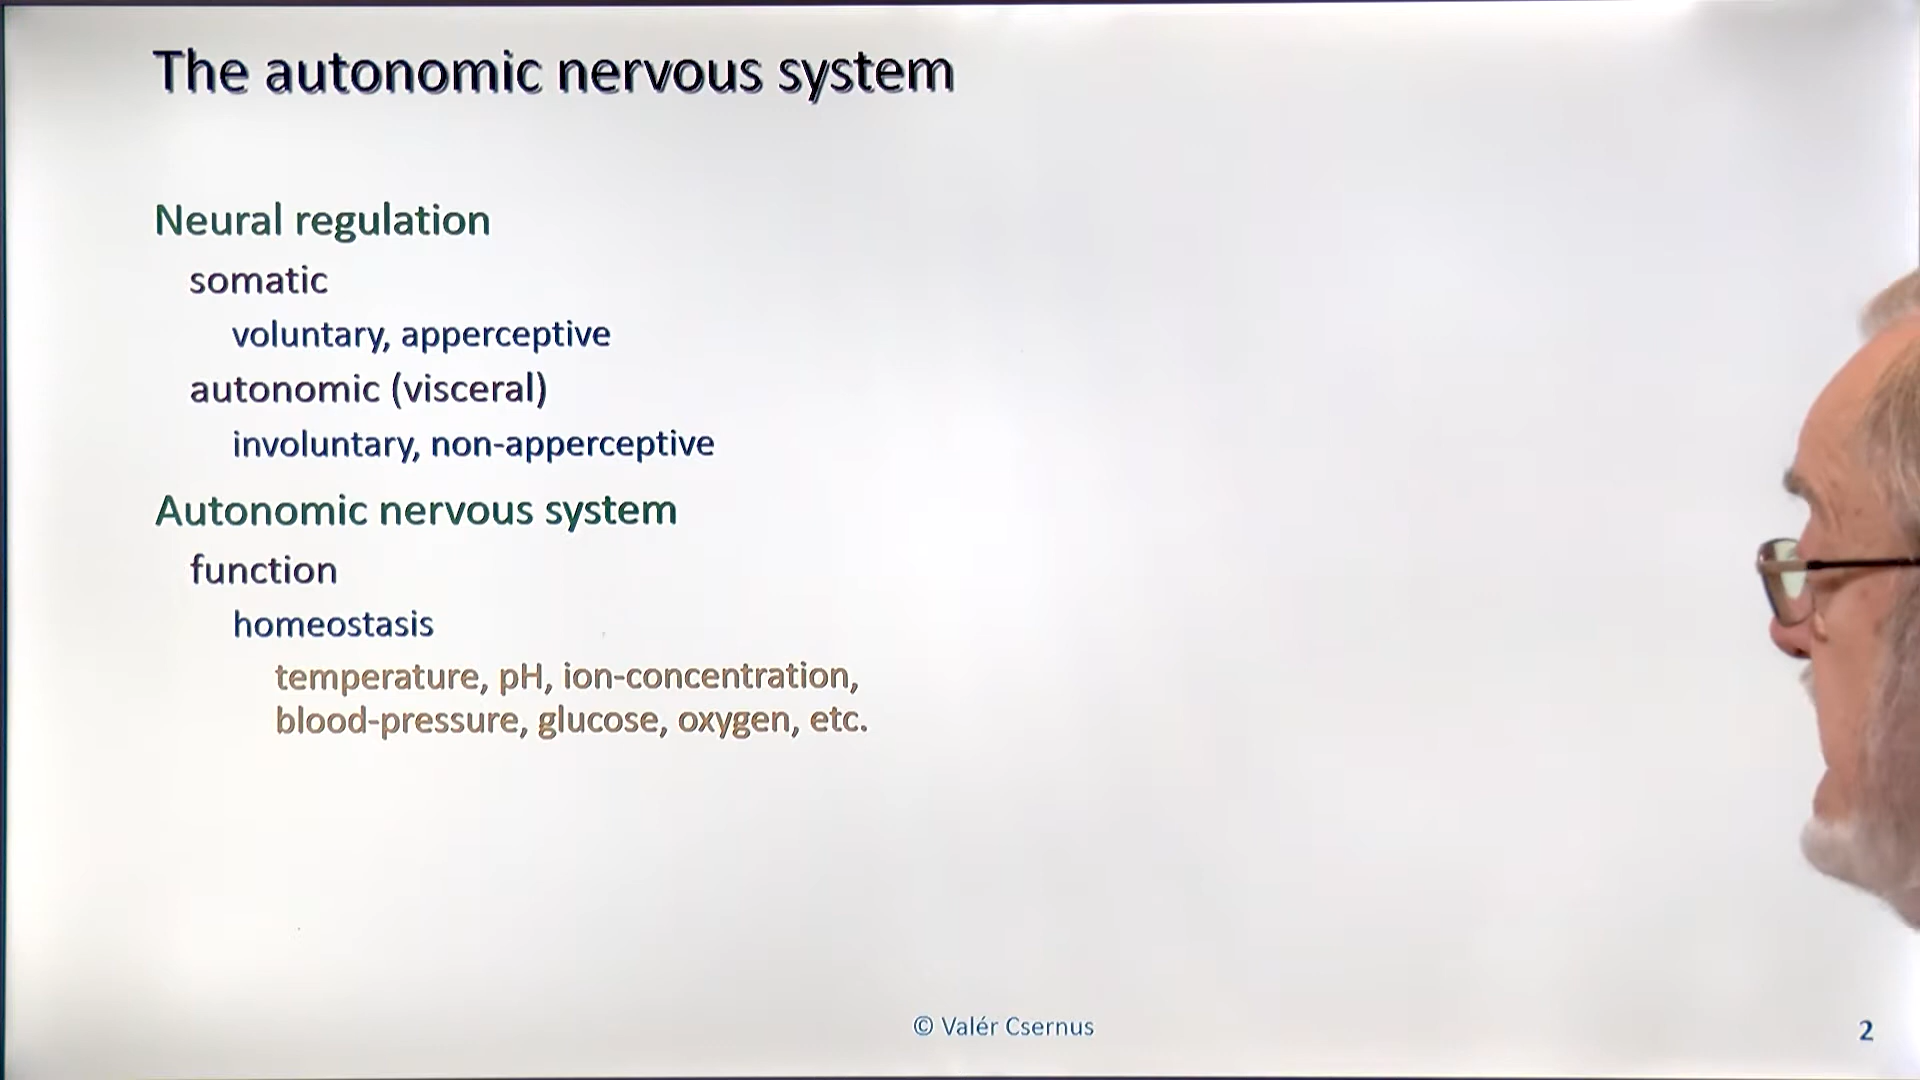 The autonomic nervous system
Neural regulation
somatic
voluntary, apperceptive
autonomic (visceral)
involuntary, non-apperceptive
Autonomic nervous system
function
homeostasis
temperature, pH, ion-concentration,
blood-pressure, glucose, oxygen, etc.
© Valér Csernus
2